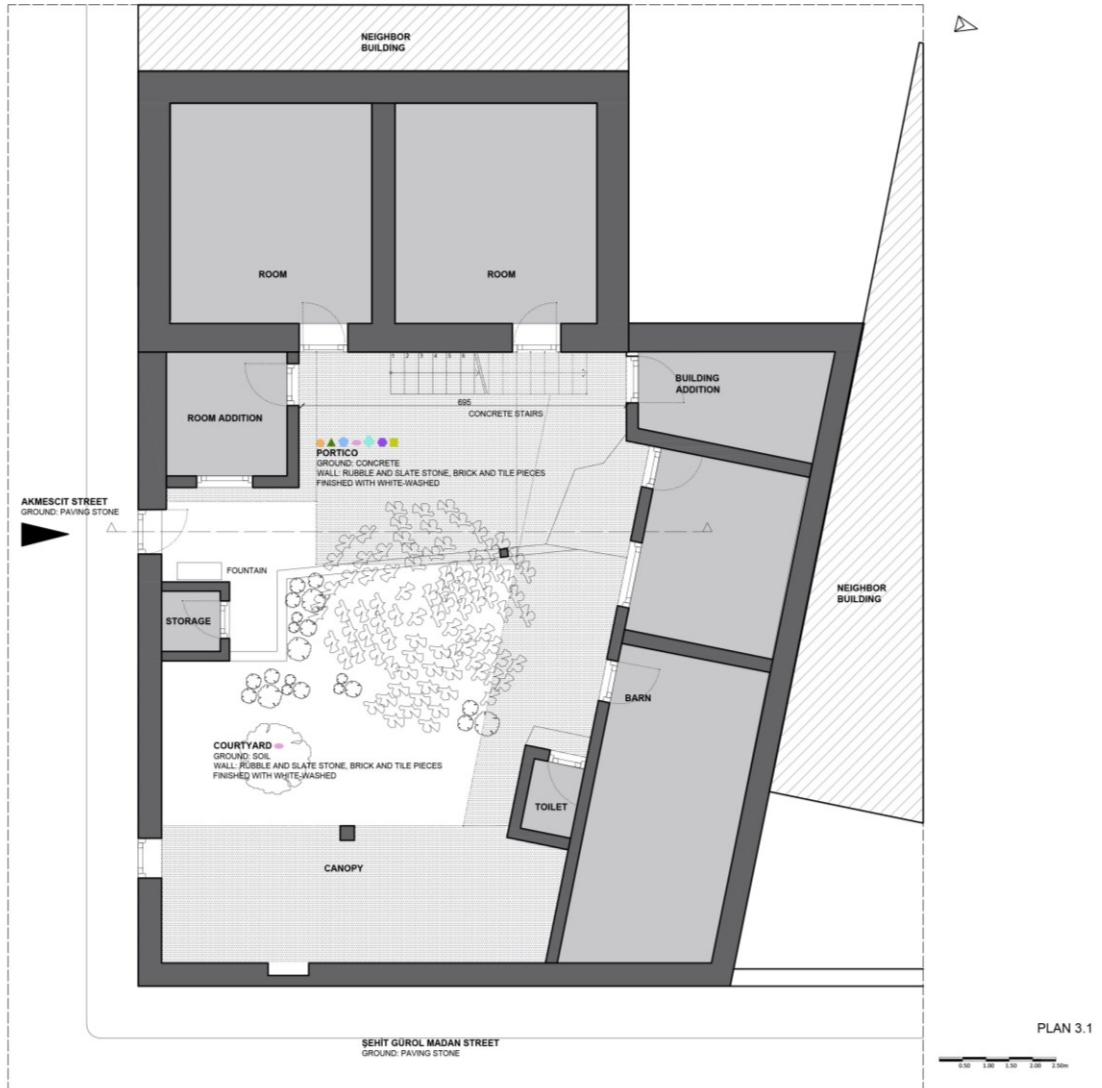 NEIGHBOR
BUILDING
ROOM
ROOM
1 2 3 4 5 6
BUILDING
ADDITION
695
CONCRETE STAIRS
ROOM ADDITION
PORTICO
GROUND: CONCRETE
WALL: RUBBLE AND SLATE STONE, BRICK AND TILE PIECES
FINISHED WITH WHITE-WASHED
AKMESCIT STREET
GROUND: PAVING STONE
FOUNTAIN
NEIGHBOR
BUILDING
STORAGE
BARN
COURTYARD
GROUND: SOIL
WALL: RUBBLE AND SLATE STONE, BRICK AND TILE PIECES
FINISHED WITH WHITE-WASHED
TOILET
CANOPY
PLAN 3.1
ŞEHİT GÜROL MADAN STREET
GROUND: PAVING STONE
0.50 1.00 1.50 2.00 2.50m